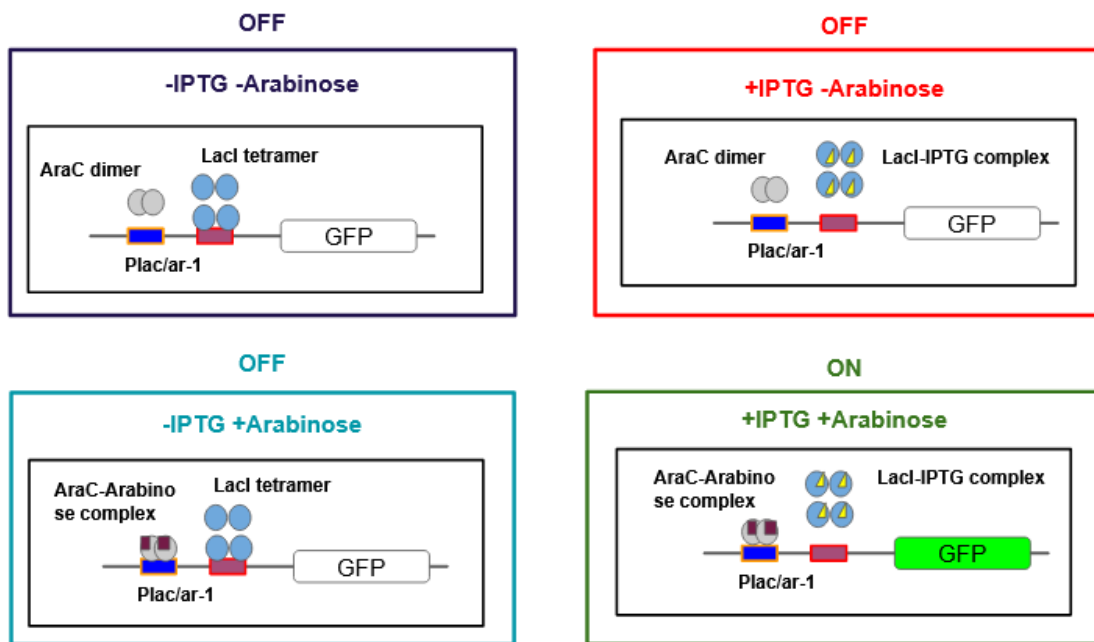 OFF
-IPTG -Arabinose
AraC dimer
LacI tetramer
GFP
Plac/ar-1
OFF
+IPTG -Arabinose
AraC dimer
LacI-IPTG complex
GFP
Plac/ar-1
OFF
-IPTG +Arabinose
AraC-Arabino
se complex
LacI tetramer
GFP
Plac/ar-1
ON
+IPTG +Arabinose
AraC-Arabino
se complex
LacI-IPTG complex
GFP
Plac/ar-1